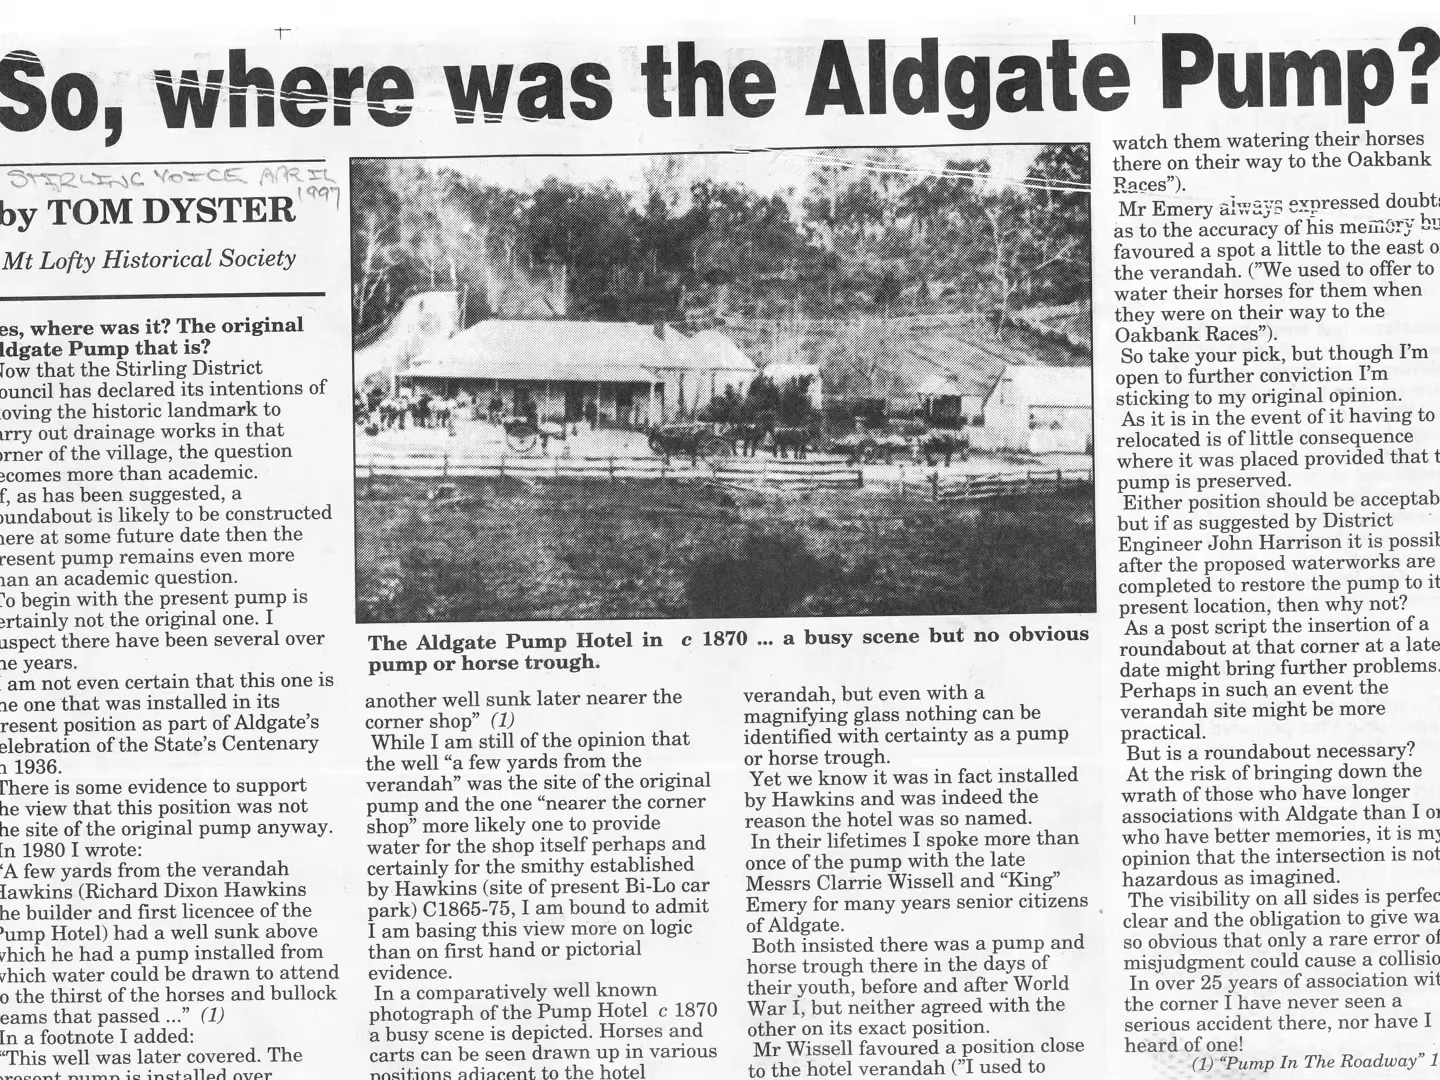 So, where was the Aldgate Pump?
STIRLING VOICE APRIL
1997
by TOM DYSTER
Mt Lofty Historical Society
es, where was it? The original
ldgate Pump that is?
Now that the Stirling District
ouncil has declared its intentions of
oving the historic landmark to
arry out drainage works in that
orner of the village, the question
ecomes more than academic.
f, as has been suggested, a
oundabout is likely to be constructed
here at some future date then the
resent pump remains even more
han an academic question.
To begin with the present pump is
ertainly not the original one. I
uspect there have been several over
he years.
I am not even certain that this one is
he one that was installed in its
resent position as part of Aldgate's
elebration of the State's Centenary
n 1936.
There is some evidence to support
he view that this position was not
he site of the original pump anyway.
In 1980 I wrote:
"A few yards from the verandah
Hawkins (Richard Dixon Hawkins
he builder and first licencee of the
Pump Hotel) had a well sunk above
which he had a pump installed from
which water could be drawn to attend
o the thirst of the horses and bullock
eams that passed ..." (1)
In a footnote I added:
"This well was later covered. The
resent pump is installed over
The Aldgate Pump Hotel in c 1870 ... a busy scene but no obvious
pump or horse trough.
another well sunk later nearer the
corner shop" (1)
While I am still of the opinion that
the well "a few yards from the
verandah" was the site of the original
pump and the one "nearer the corner
shop" more likely one to provide
water for the shop itself perhaps and
certainly for the smithy established
by Hawkins (site of present Bi-Lo car
park) C1865-75, I am bound to admit
I am basing this view more on logic
than on first hand or pictorial
evidence.
In a comparatively well known
photograph of the Pump Hotel c 1870
a busy scene is depicted. Horses and
carts can be seen drawn up in various
positions adjacent to the hotel
verandah, but even with a
magnifying glass nothing can be
identified with certainty as a pump
or horse trough.
Yet we know it was in fact installed
by Hawkins and was indeed the
reason the hotel was so named.
In their lifetimes I spoke more than
once of the pump with the late
Messrs Clarrie Wissell and "King"
Emery for many years senior citizens
of Aldgate.
Both insisted there was a pump and
horse trough there in the days of
their youth, before and after World
War I, but neither agreed with the
other on its exact position.
Mr Wissell favoured a position close
to the hotel verandah ("I used to
watch them watering their horses
there on their way to the Oakbank
Races").
Mr Emery always expressed doubts
as to the accuracy of his memory bu
favoured a spot a little to the east o
the verandah. ("We used to offer to
water their horses for them when
they were on their way to the
Oakbank Races").
So take your pick, but though I'm
open to further conviction I'm
sticking to my original opinion.
As it is in the event of it having to
relocated is of little consequence
where it was placed provided that t
pump is preserved.
Either position should be acceptab
but if as suggested by District
Engineer John Harrison it is possib
after the proposed waterworks are
completed to restore the pump to it
present location, then why not?
As a post script the insertion of a
roundabout at that corner at a late
date might bring further problems.
Perhaps in such an event the
verandah site might be more
practical.
But is a roundabout necessary?
At the risk of bringing down the
wrath of those who have longer
associations with Aldgate than I or
who have better memories, it is my
opinion that the intersection is not
hazardous as imagined.
The visibility on all sides is perfec
clear and the obligation to give wa
so obvious that only a rare error of
misjudgment could cause a collisio
In over 25 years of association wit
the corner I have never seen a
serious accident there, nor have I
heard of one!
(1) "Pump In The Roadway" 1